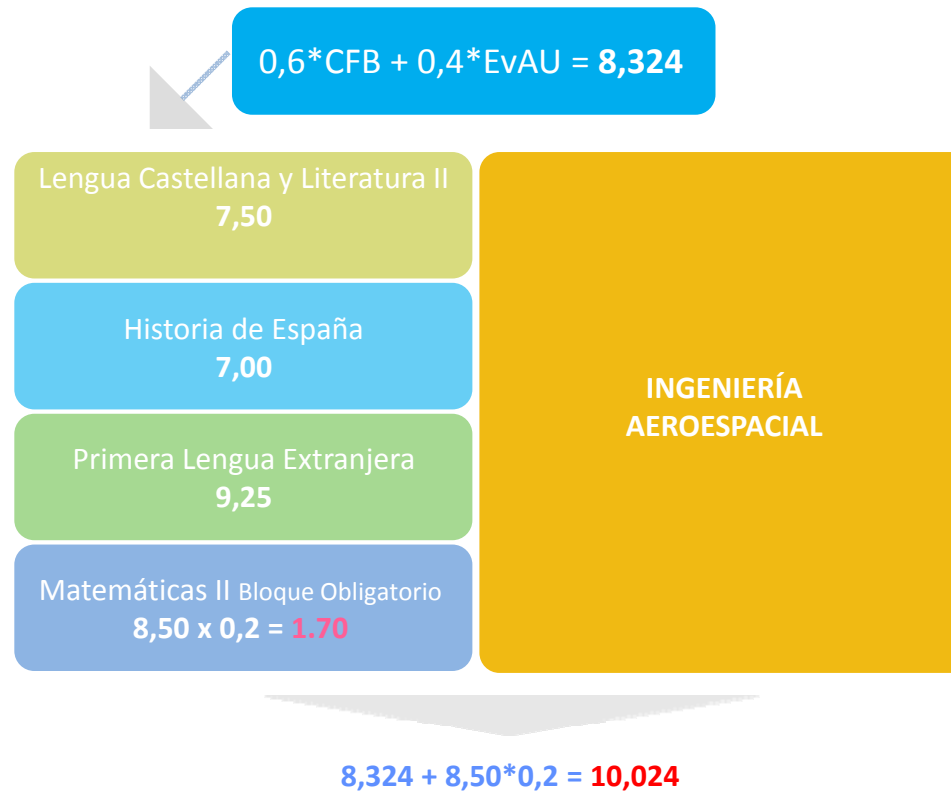 0,6*CFB + 0,4*EvAU = 8,324
Lengua Castellana y Literatura II
7,50
Historia de España
7,00
Primera Lengua Extranjera
9,25
Matemáticas II Bloque Obligatorio
8,50 x 0,2 = 1.70
INGENIERÍA
AEROESPACIAL
8,324 + 8,50*0,2 = 10,024